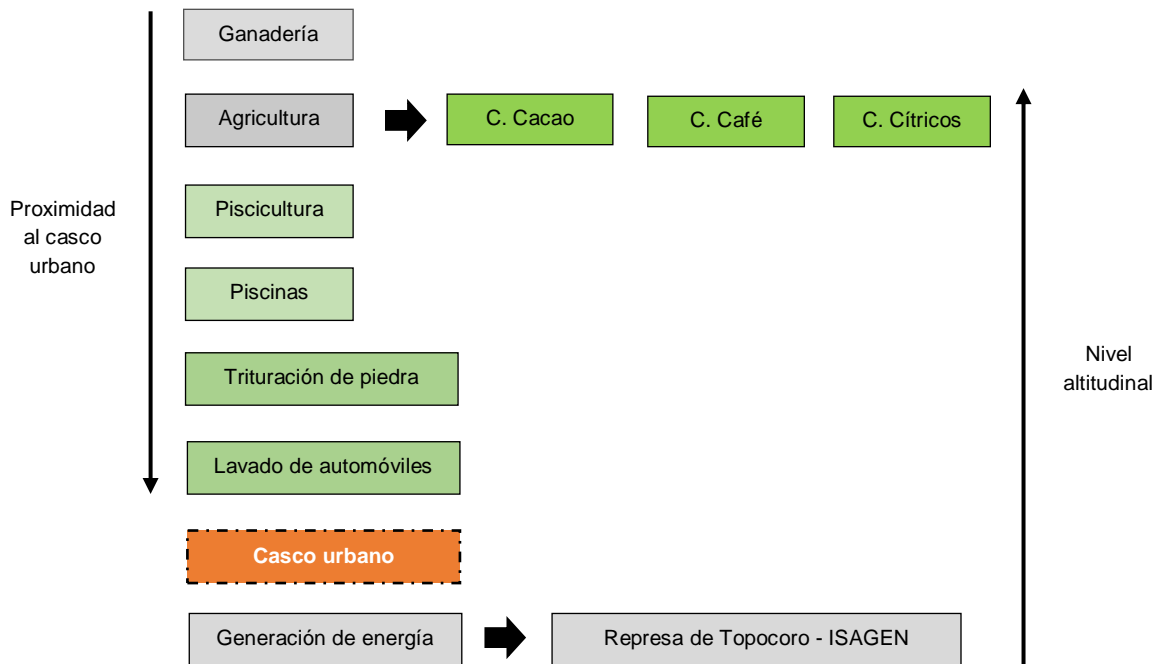 Ganadería
Agricultura
C. Cacao
C. Café
C. Cítricos
Proximidad
al casco
urbano
Piscicultura
Piscinas
Trituración de piedra
Nivel
altitudinal
Lavado de automóviles
Casco urbano
Generación de energía
Represa de Topocoro - ISAGEN